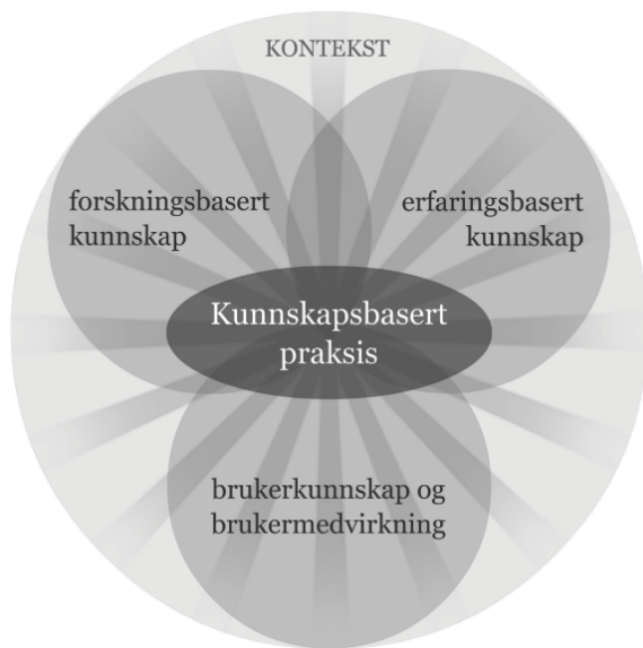 KONTEKST
forskningsbasert
kunnskap
erfaringsbasert
kunnskap
Kunnskapsbasert
praksis
brukerkunnskap og
brukermedvirkning